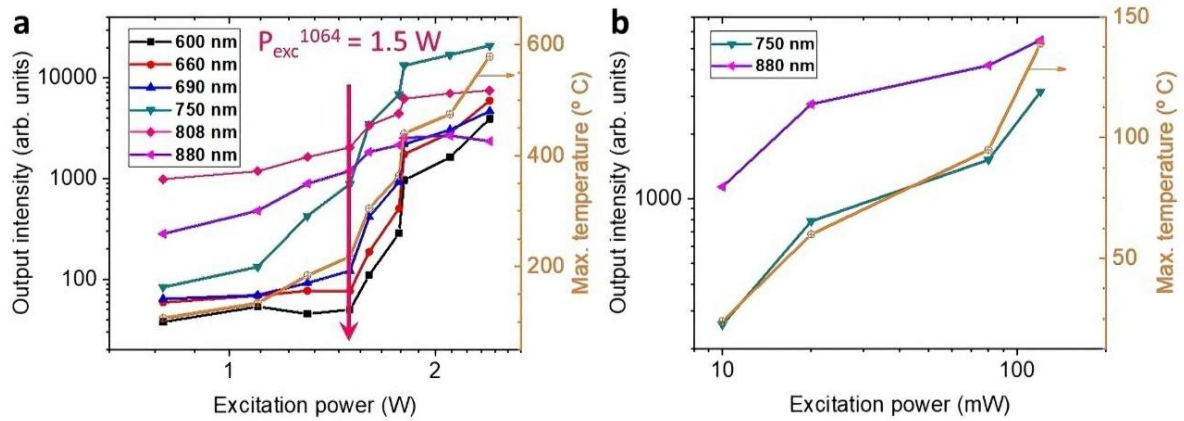 a
P_exc^1064 = 1.5 W
600 nm
660 nm
690 nm
750 nm
808 nm
880 nm
Output intensity (arb. units)
10000
1000
100
1
2
Excitation power (W)
600
400
200
Max. temperature (º C)
b
750 nm
880 nm
Output intensity (arb. units)
1000
10
100
Excitation power (mW)
150
100
50
Max. temperature (º C)